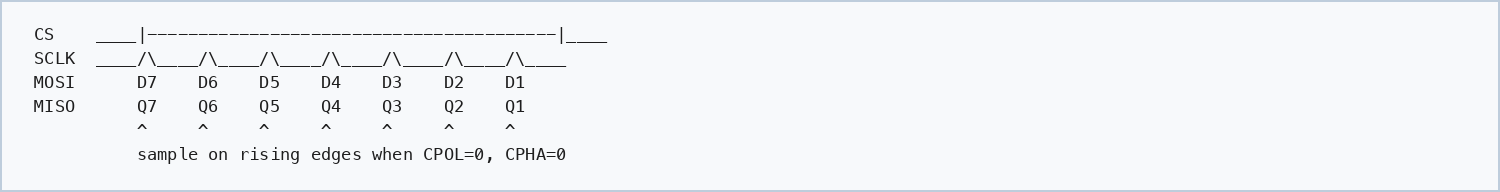 CS    ____|————————————————————————————————————————|____
SCLK  ____/\____/\____/\____/\____/\____/\____/\____
MOSI      D7    D6    D5    D4    D3    D2    D1
MISO      Q7    Q6    Q5    Q4    Q3    Q2    Q1
          ^     ^     ^     ^     ^     ^     ^
          sample on rising edges when CPOL=0, CPHA=0